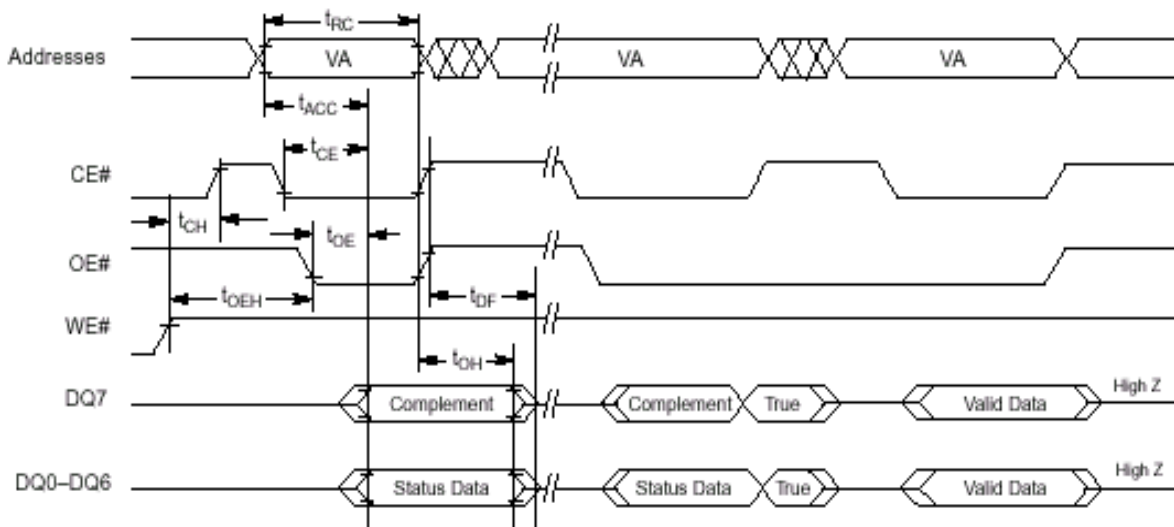 tRC
Addresses VA VA VA
tACC
tCE
CE#
tCH
tOE
OE#
tOEH tDF
WE#
tOH
DQ7 Complement Complement True Valid Data High Z
DQ0–DQ6 Status Data Status Data True Valid Data High Z